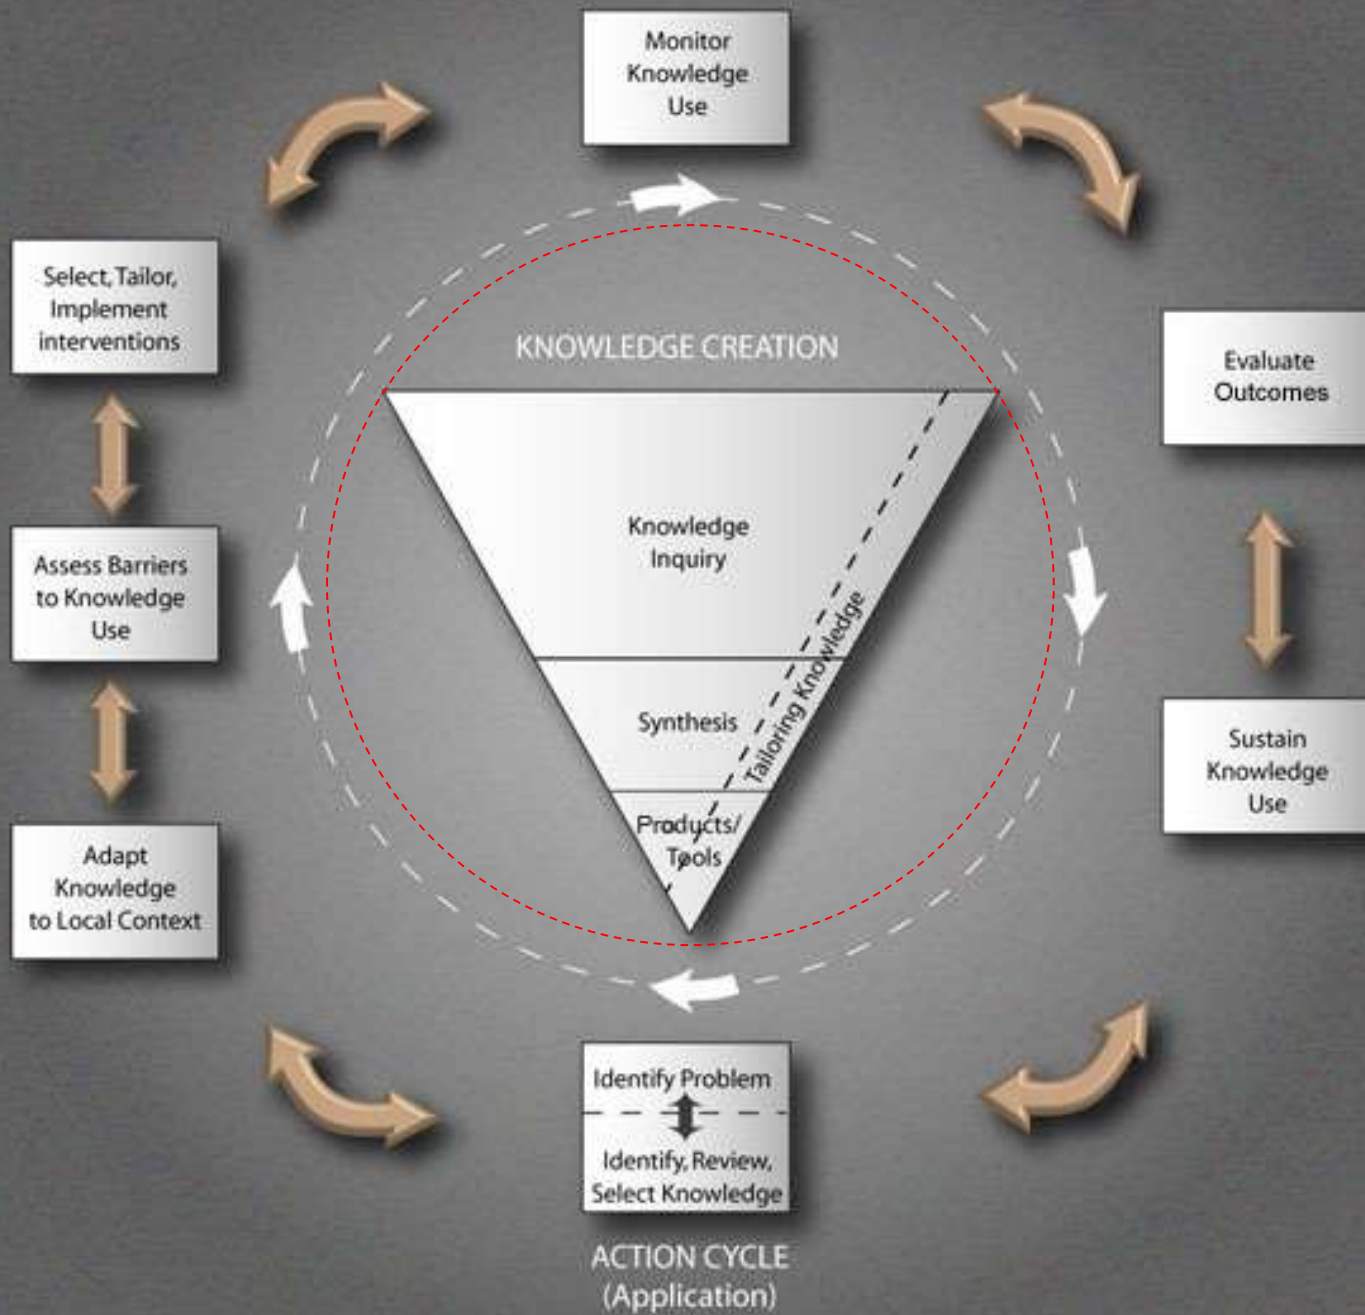 Monitor
Knowledge
Use
Select, Tailor,
Implement
interventions
KNOWLEDGE CREATION
Evaluate
Outcomes
Knowledge
Inquiry
Assess Barriers
to Knowledge
Use
Tailoring Knowledge
Synthesis
Sustain
Knowledge
Use
Products/
Tools
Adapt
Knowledge
to Local Context
Identify Problem
Identify, Review,
Select Knowledge
ACTION CYCLE
(Application)